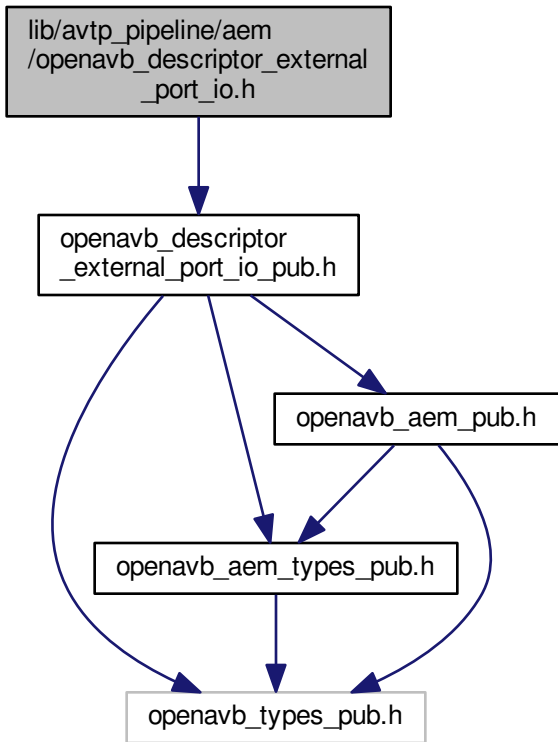 lib/avtp_pipeline/aem
/openavb_descriptor_external
_port_io.h
openavb_descriptor
_external_port_io_pub.h
openavb_aem_pub.h
openavb_aem_types_pub.h
openavb_types_pub.h